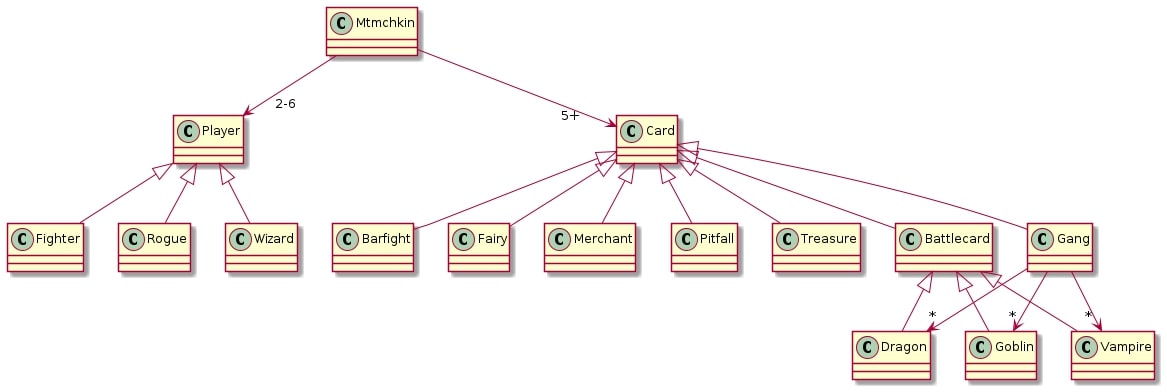 C Mtmchkin
2-6
5+
C Player
C Card
C Fighter
C Rogue
C Wizard
C Barfight
C Fairy
C Merchant
C Pitfall
C Treasure
C Battlecard
C Gang
*
*
*
C Dragon
C Goblin
C Vampire